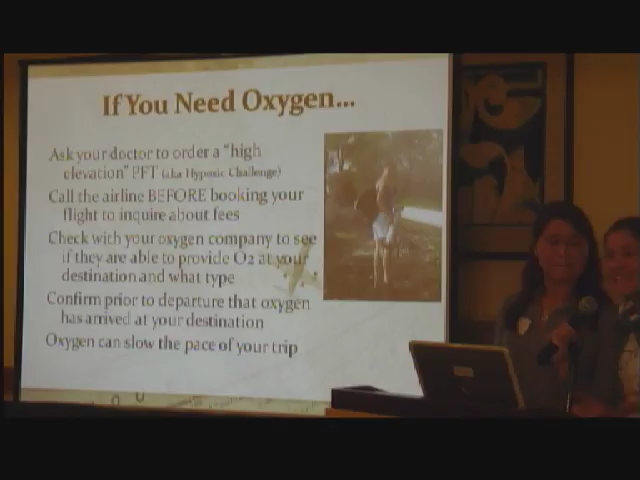 If You Need Oxygen...
Ask your doctor to order a "high
elevation" PFT (aka Hypoxic Challenge)
Call the airline BEFORE booking your
flight to inquire about fees
Check with your oxygen company to see
if they are able to provide O2 at your
destination and what type
Confirm prior to departure that oxygen
has arrived at your destination
Oxygen can slow the pace of your trip